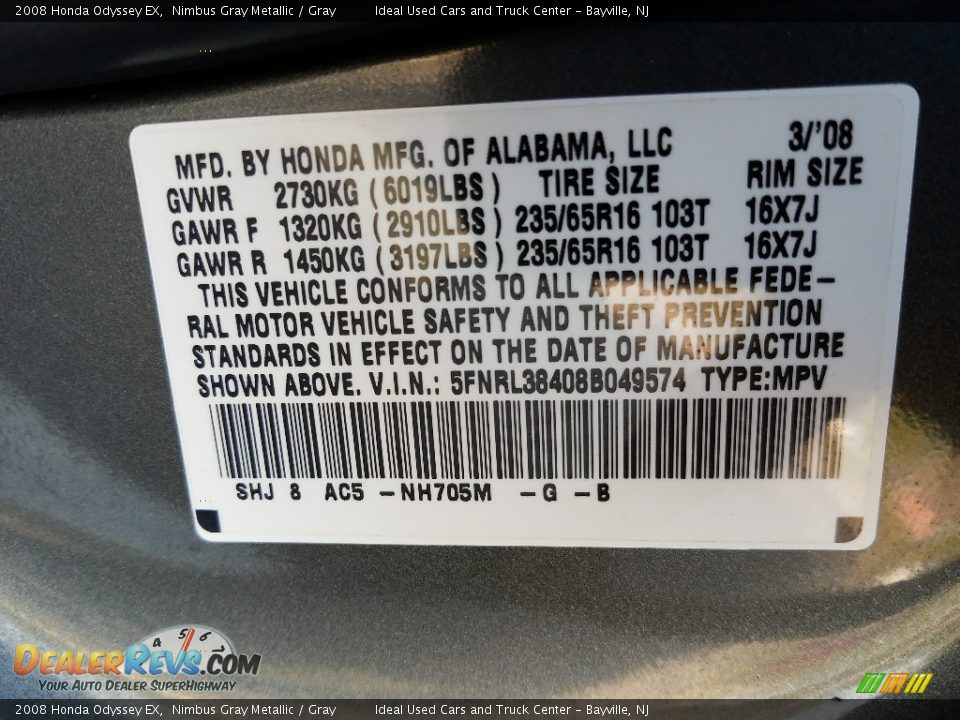 2008 Honda Odyssey EX, Nimbus Gray Metallic / Gray Ideal Used Cars and Truck Center - Bayville, NJ
MFD. BY HONDA MFG. OF ALABAMA, LLC 3/'08
GVWR 2730KG (6019LBS) TIRE SIZE RIM SIZE
GAWR F 1320KG (2910LBS) 235/65R16 103T 16X7J
GAWR R 1450KG (3197LBS) 235/65R16 103T 16X7J
THIS VEHICLE CONFORMS TO ALL APPLICABLE FEDE-
RAL MOTOR VEHICLE SAFETY AND THEFT PREVENTION
STANDARDS IN EFFECT ON THE DATE OF MANUFACTURE
SHOWN ABOVE. V.I.N.: 5FNRL38408B049574 TYPE:MPV
SHJ 8 AC5 -NH705M -G -B
4 5 6
DEALERREVS.COM
YOUR AUTO DEALER SUPERHIGHWAY
2008 Honda Odyssey EX, Nimbus Gray Metallic / Gray Ideal Used Cars and Truck Center - Bayville, NJ